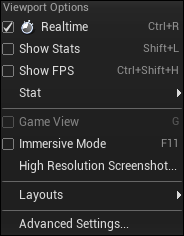 Viewport Options
Realtime Ctrl+R
Show Stats Shift+L
Show FPS Ctrl+Shift+H
Stat
Game View G
Immersive Mode F11
High Resolution Screenshot...
Layouts
Advanced Settings...